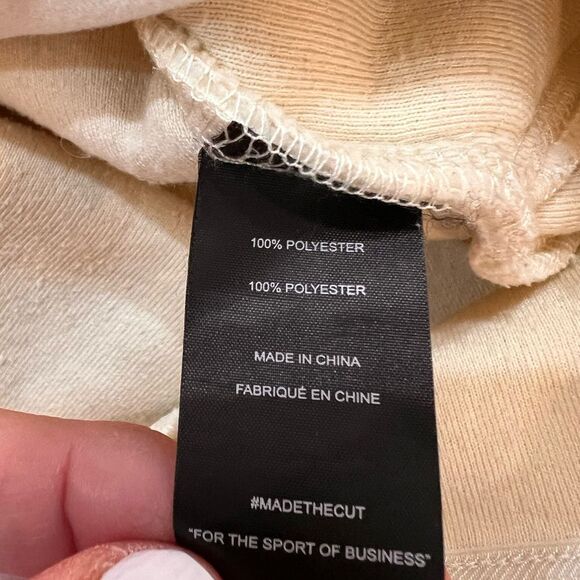 100% POLYESTER
100% POLYESTER
MADE IN CHINA
FABRIQUÉ EN CHINE
#MADETHECUT
"FOR THE SPORT OF BUSINESS"